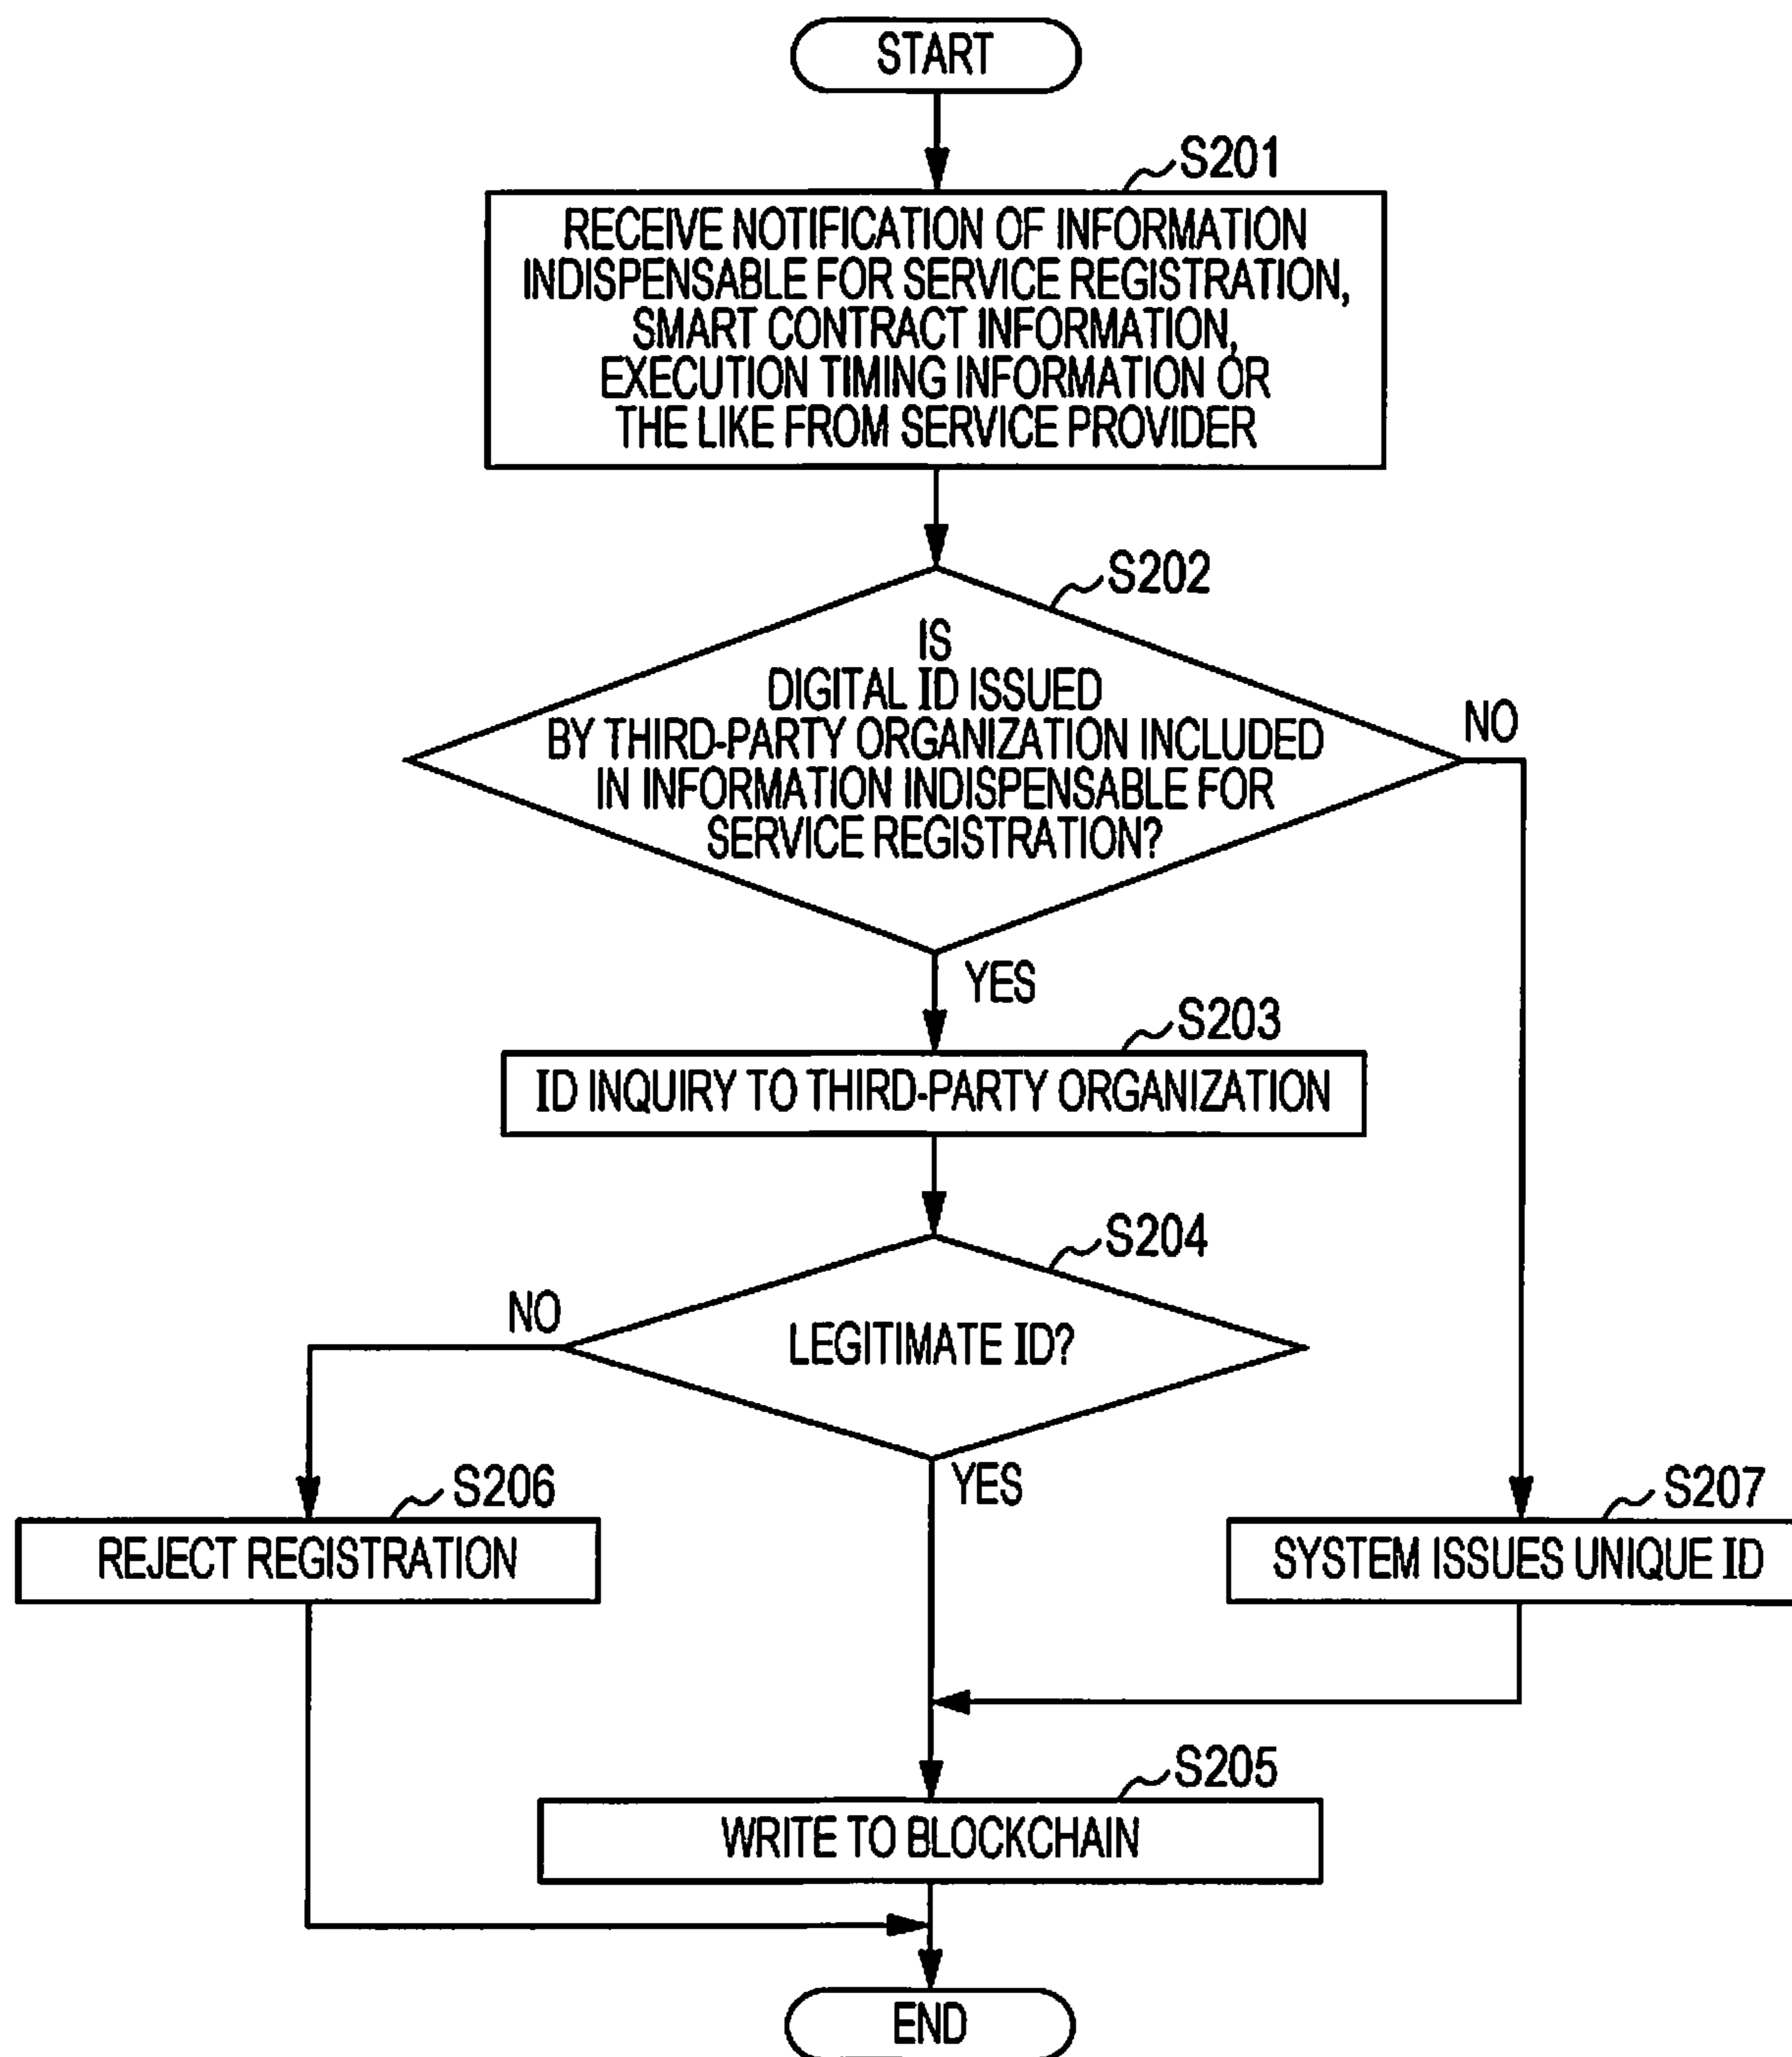 START
S201
RECEIVE NOTIFICATION OF INFORMATION
INDISPENSABLE FOR SERVICE REGISTRATION,
SMART CONTRACT INFORMATION,
EXECUTION TIMING INFORMATION OR
THE LIKE FROM SERVICE PROVIDER
S202
IS
DIGITAL ID ISSUED
BY THIRD-PARTY ORGANIZATION INCLUDED
IN INFORMATION INDISPENSABLE FOR
SERVICE REGISTRATION?
NO
YES
S203
ID INQUIRY TO THIRD-PARTY ORGANIZATION
S204
NO
LEGITIMATE ID?
YES
S206
REJECT REGISTRATION
S207
SYSTEM ISSUES UNIQUE ID
S205
WRITE TO BLOCKCHAIN
END